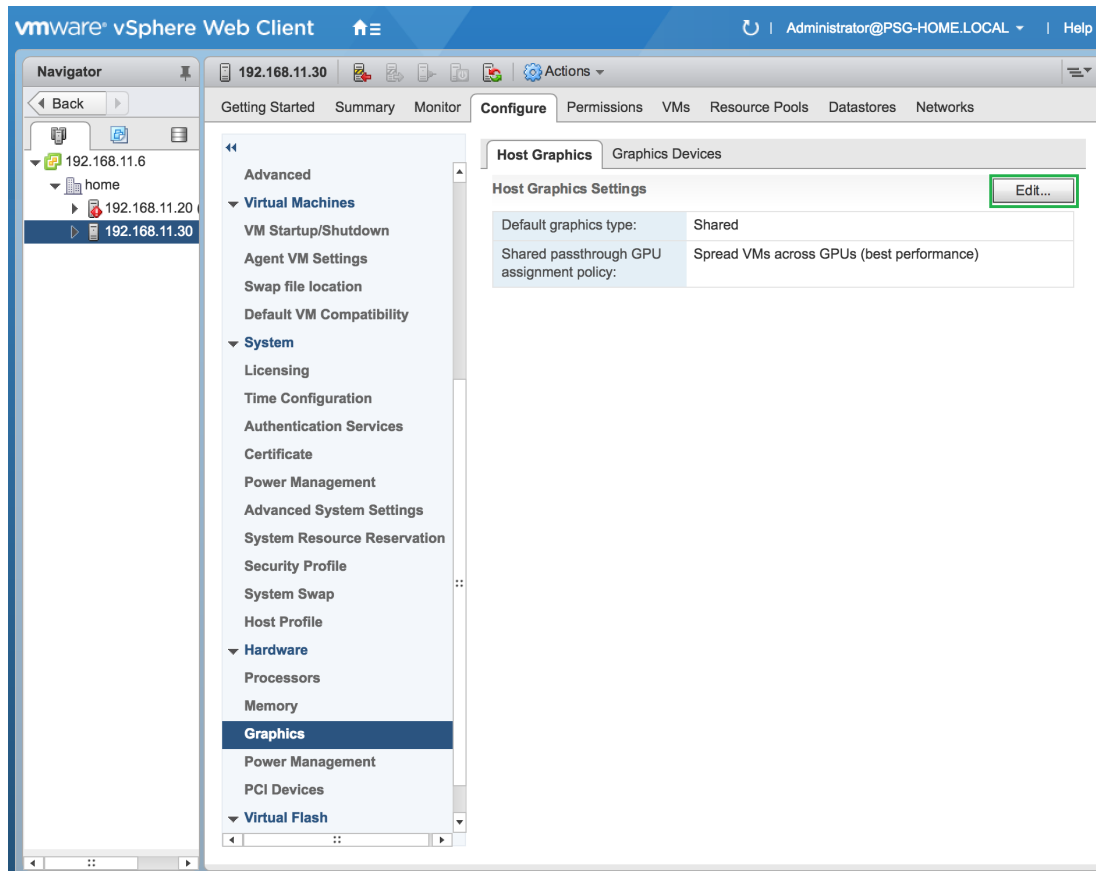 vmware® vSphere Web Client
Administrator@PSG-HOME.LOCAL | Help
Navigator
Back
192.168.11.6
home
192.168.11.20 (
192.168.11.30
192.168.11.30
Actions
Getting Started Summary Monitor Configure Permissions VMs Resource Pools Datastores Networks
Advanced
Virtual Machines
VM Startup/Shutdown
Agent VM Settings
Swap file location
Default VM Compatibility
System
Licensing
Time Configuration
Authentication Services
Certificate
Power Management
Advanced System Settings
System Resource Reservation
Security Profile
System Swap
Host Profile
Hardware
Processors
Memory
Graphics
Power Management
PCI Devices
Virtual Flash
Host Graphics Graphics Devices
Host Graphics Settings
Edit...
Default graphics type: Shared
Shared passthrough GPU Spread VMs across GPUs (best performance)
assignment policy: